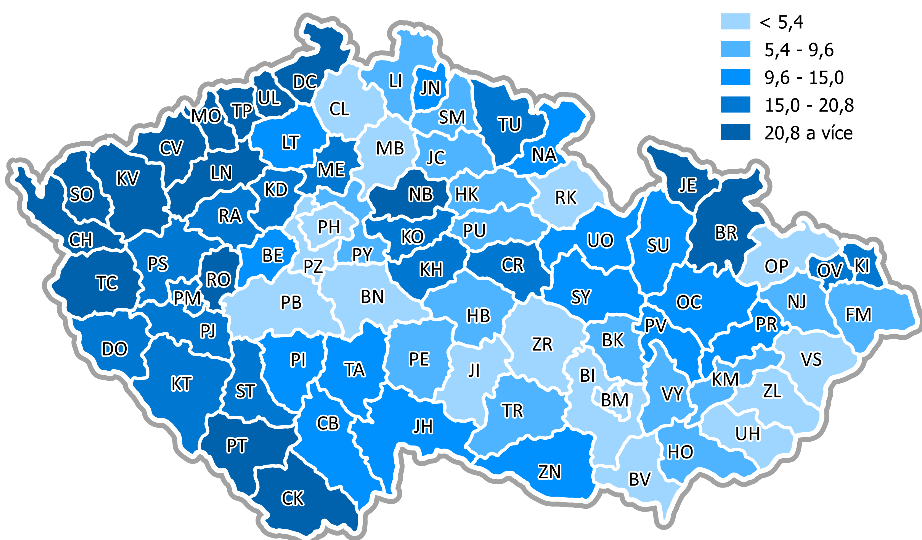 < 5,4
5,4 - 9,6
9,6 - 15,0
15,0 - 20,8
20,8 a více
DC
LI
JN
CL
SM
UL
TP
MO
TU
LT
MB
JC
NA
CV
ME
LN
KV
SO
KD
NB
HK
RK
JE
RA
PH
KO
PU
UO
SU
BR
CH
PS
BE
PZ
PY
KH
CR
OP
OV
KI
TC
RO
PM
PB
BN
SY
OC
NJ
FM
HB
PJ
PV
PR
DO
ZR
BK
VS
KT
ST
PI
TA
PE
JI
BI
KM
VY
ZL
BM
CB
JH
TR
UH
HO
PT
ZN
BV
CK